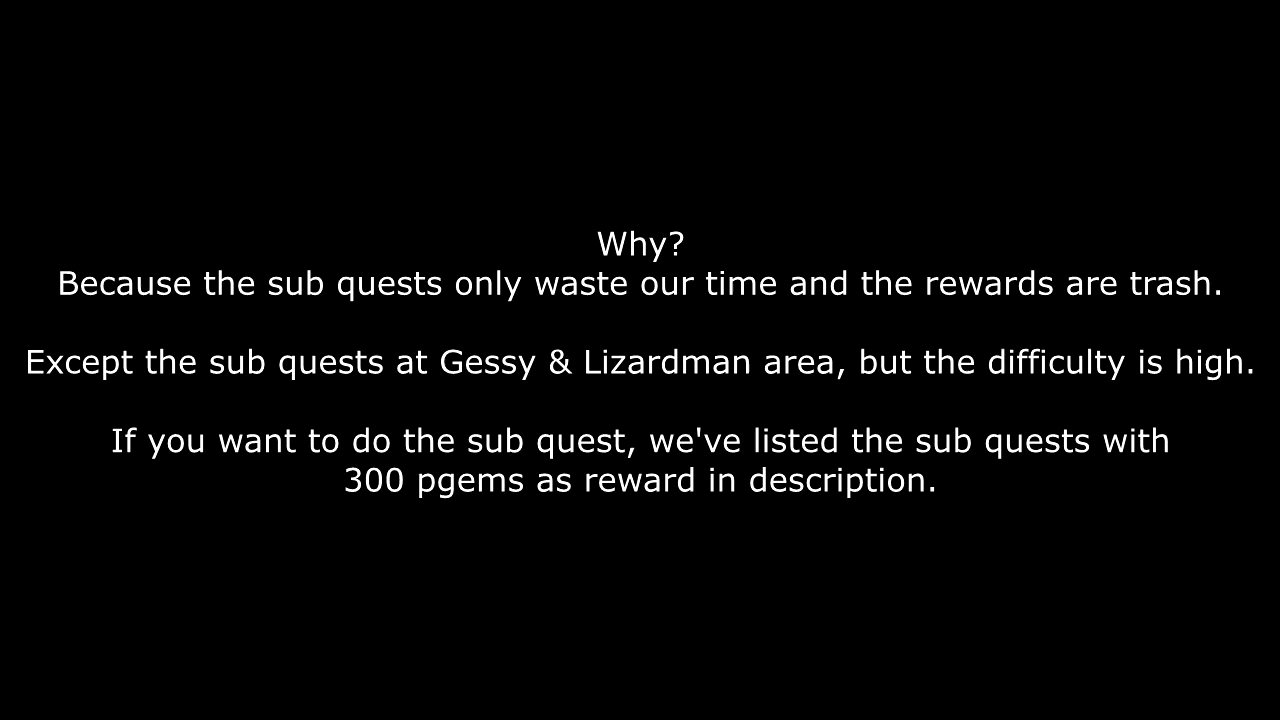 Why?
Because the sub quests only waste our time and the rewards are trash.
Except the sub quests at Gessy & Lizardman area, but the difficulty is high.
If you want to do the sub quest, we've listed the sub quests with
300 pgems as reward in description.